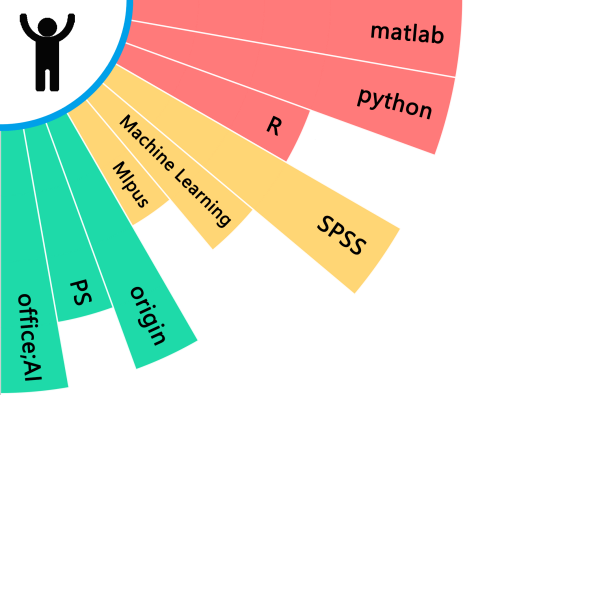 matlab
python
R
SPSS
Machine Learning
Mlpus
origin
PS
office;AI